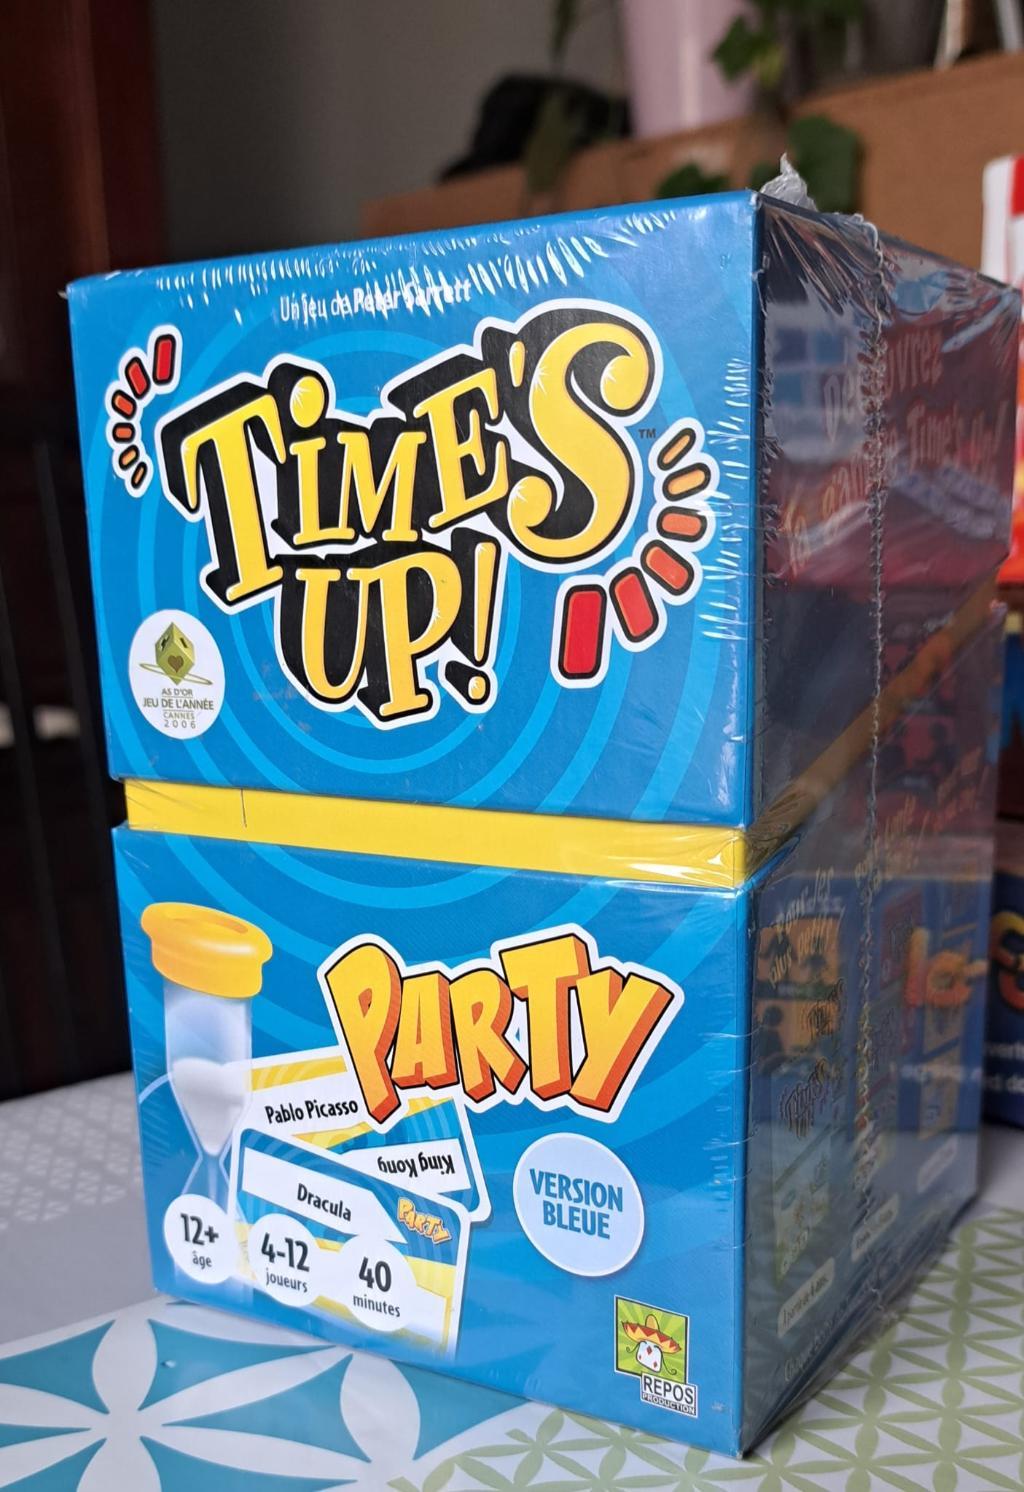 Un jeu de Peter Sarrett
TIME'S
UP!
™
AS D'OR
JEU DE L'ANNÉE
CANNES
2006
PARTY
Pablo Picasso
King Kong
Dracula
PARTY
VERSION
BLEUE
12+
âge
4-12
joueurs
40
minutes
REPOS
PRODUCTION